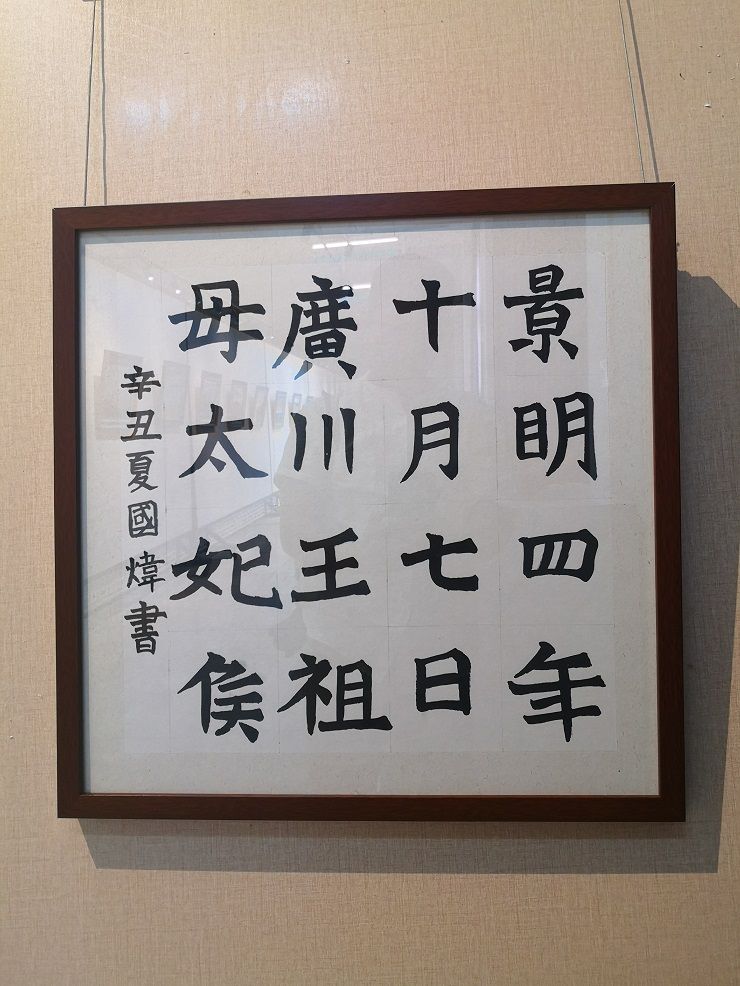 景明四年
十月七日
廣川王祖
母太妃侯
辛丑夏國煒書